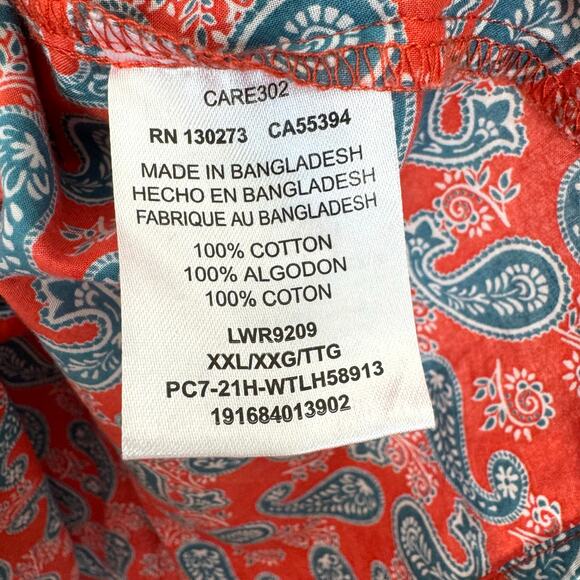 CARE302
RN 130273 CA55394
MADE IN BANGLADESH
HECHO EN BANGLADESH
FABRIQUE AU BANGLADESH
100% COTTON
100% ALGODON
100% COTON
LWR9209
XXL/XXG/TTG
PC7-21H-WTLH58913
191684013902